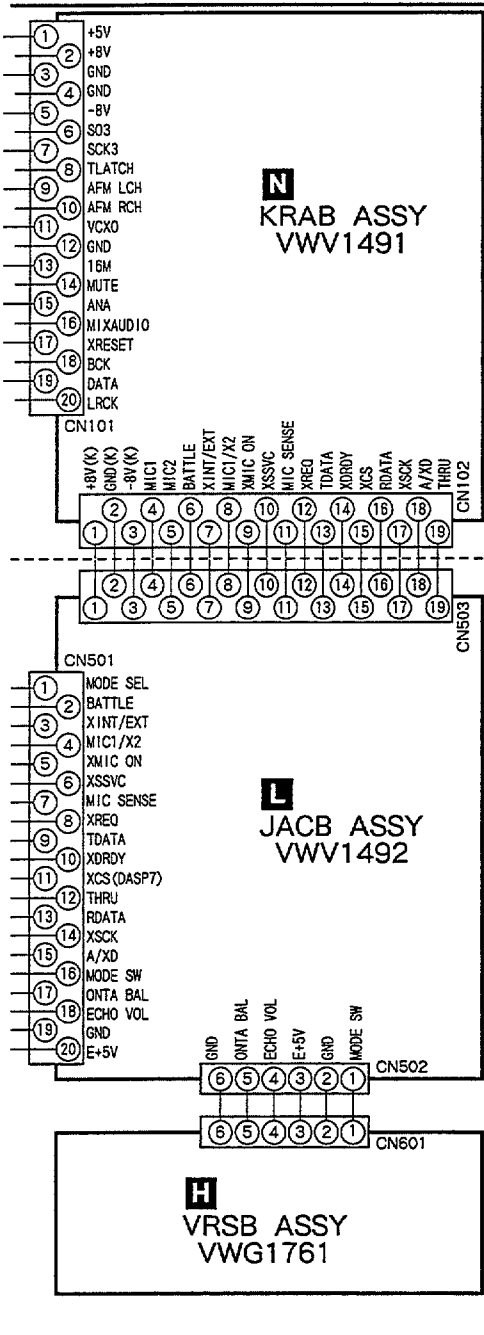 1 +5V
2 +8V
3 GND
4 GND
5 -8V
6 SO3
7 SCK3
8 TLATCH
9 AFM LCH
10 AFM RCH
11 VCXO
12 GND
13 16M
14 MUTE
15 ANA
16 MIXAUDIO
17 XRESET
18 BCK
19 DATA
20 LRCK
CN101
N
KRAB ASSY
VWV1491
+8V(K)
GND(K)
-8V(K)
MIC1
MIC2
BATTLE
XINT/EXT
MIC1/X2
XMIC ON
XSSVC
MIC SENSE
XREQ
TDATA
XDRDY
XCS
RDATA
XSCK
A/XD
THRU
CN102
1 2 3 4 5 6 7 8 9 10 11 12 13 14 15 16 17 18 19
1 2 3 4 5 6 7 8 9 10 11 12 13 14 15 16 17 18 19
CN503
CN501
1 MODE SEL
2 BATTLE
3 XINT/EXT
4 MIC1/X2
5 XMIC ON
6 XSSVC
7 MIC SENSE
8 XREQ
9 TDATA
10 XDRDY
11 XCS(DASP7)
12 THRU
13 RDATA
14 XSCK
15 A/XD
16 MODE SW
17 ONTA BAL
18 ECHO VOL
19 GND
20 E+5V
L
JACB ASSY
VWV1492
GND
ONTA BAL
ECHO VOL
E+5V
GND
MODE SW
6 5 4 3 2 1
CN502
6 5 4 3 2 1
CN601
H
VRSB ASSY
VWG1761